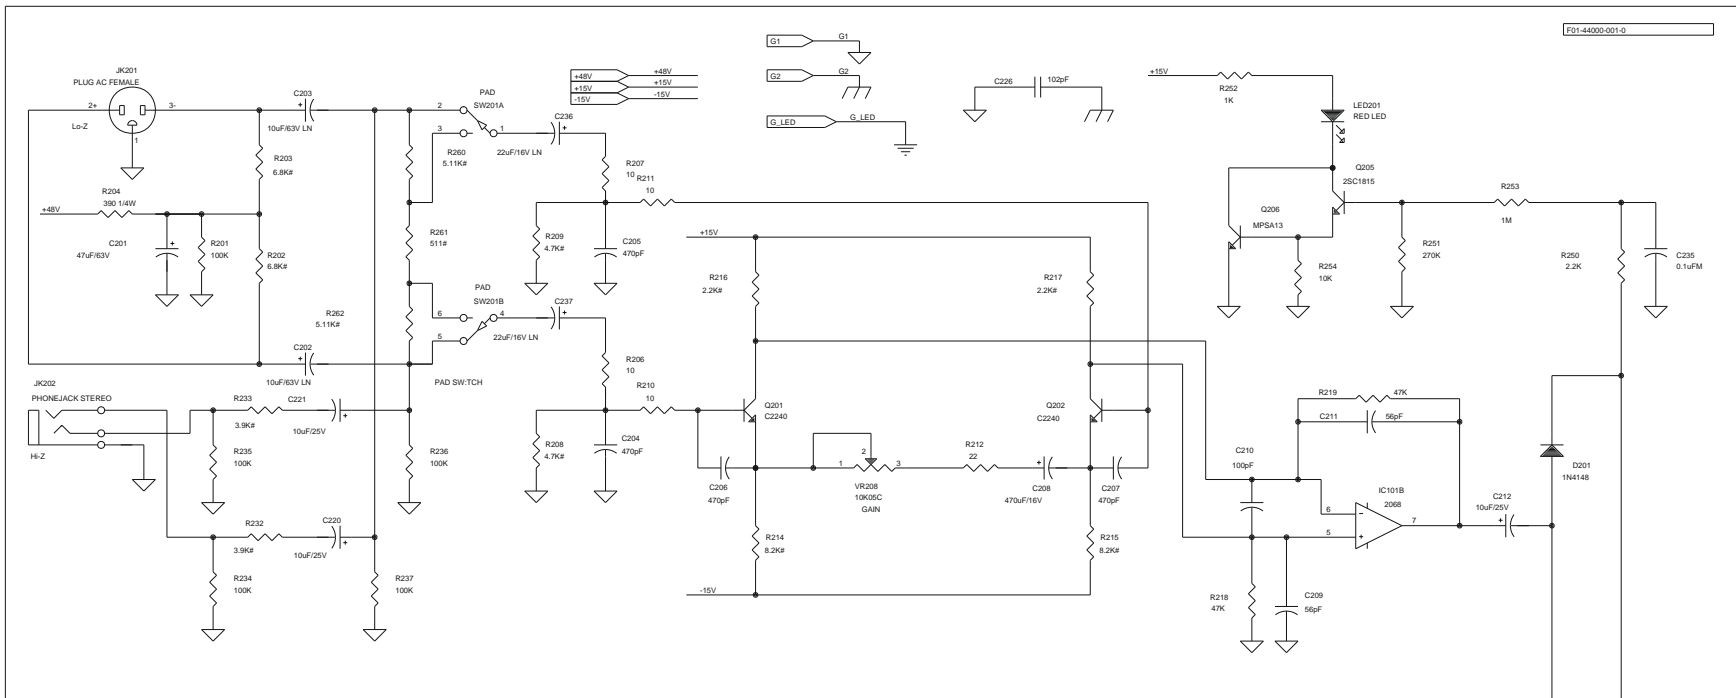 F01-44000-001-0
G1
G1
G2
G2
G_LED
G_LED
+48V
+48V
+15V
+15V
-15V
-15V
C226
102pF
+15V
R252
1K
LED201
RED LED
JK201
PLUG AC FEMALE
2+
3-
1
Lo-Z
C203
+
10uF/63V LN
R203
6.8K#
R204
390 1/4W
+48V
C201
47uF/63V
+
R201
100K
R202
6.8K#
R260
5.11K#
R261
511#
R262
5.11K#
C202
+
10uF/63V LN
PAD
SW201A
2
3
1
C236
+
22uF/16V LN
R207
10
R211
10
R209
4.7K#
C205
470pF
PAD
SW201B
6
5
4
C237
+
22uF/16V LN
PAD SW:TCH
R206
10
R210
10
R208
4.7K#
C204
470pF
JK202
PHONEJACK STEREO
Hi-Z
R233
3.9K#
C221
+
10uF/25V
R235
100K
R236
100K
R232
3.9K#
C220
+
10uF/25V
R234
100K
R237
100K
+15V
R216
2.2K#
R217
2.2K#
Q201
C2240
Q202
C2240
C206
470pF
1
2
3
VR208
10K05C
GAIN
R212
22
+
C208
470uF/16V
C207
470pF
R214
8.2K#
R215
8.2K#
-15V
Q205
2SC1815
Q206
MPSA13
R254
10K
R251
270K
R253
1M
R250
2.2K
C235
0.1uFM
R219
47K
C211
56pF
C210
100pF
IC101B
2068
6
-
5
+
7
C212
10uF/25V
+
D201
1N4148
R218
47K
C209
56pF